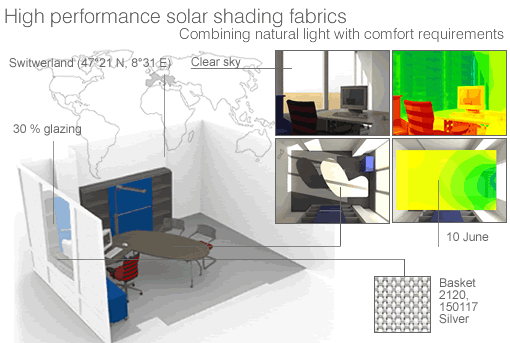 High performance solar shading fabrics
Combining natural light with comfort requirements
Switwerland (47°21 N, 8°31 E)
Clear sky
30 % glazing
10 June
Basket
2120,
150117
Silver